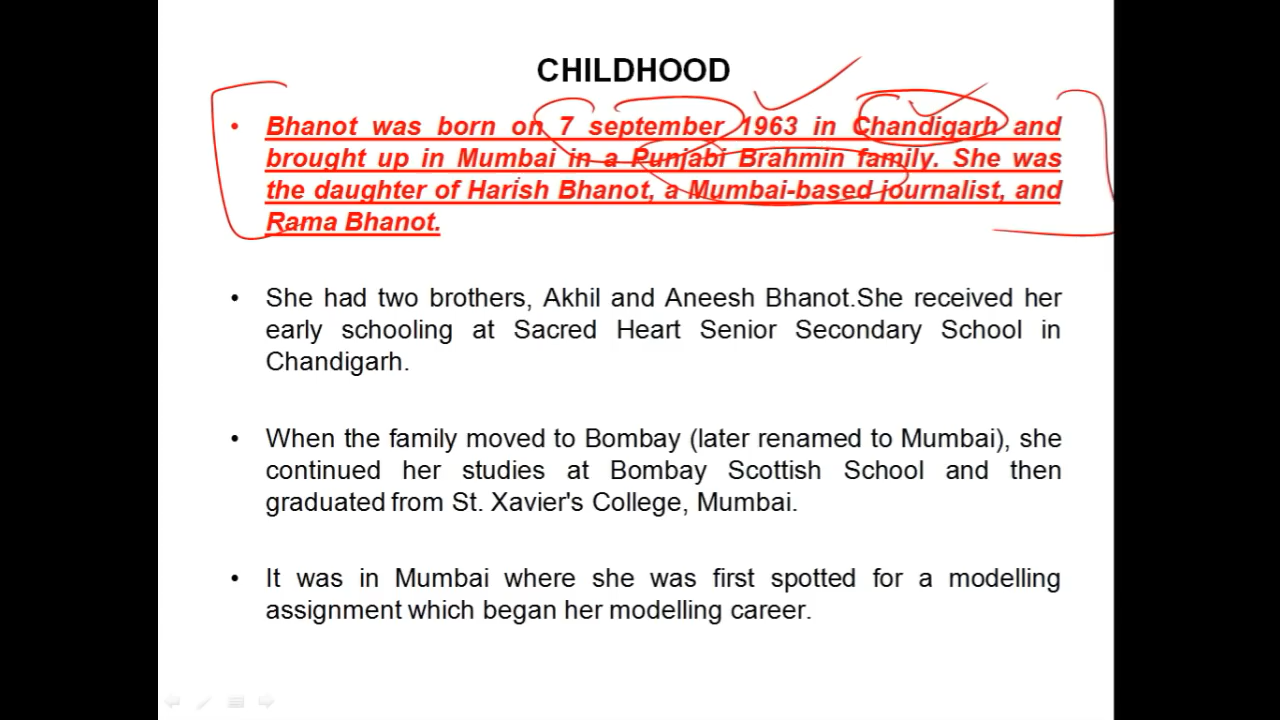 CHILDHOOD
• Bhanot was born on 7 september 1963 in Chandigarh and
brought up in Mumbai in a Punjabi Brahmin family. She was
the daughter of Harish Bhanot, a Mumbai-based journalist, and
Rama Bhanot.
• She had two brothers, Akhil and Aneesh Bhanot.She received her
early schooling at Sacred Heart Senior Secondary School in
Chandigarh.
• When the family moved to Bombay (later renamed to Mumbai), she
continued her studies at Bombay Scottish School and then
graduated from St. Xavier's College, Mumbai.
• It was in Mumbai where she was first spotted for a modelling
assignment which began her modelling career.